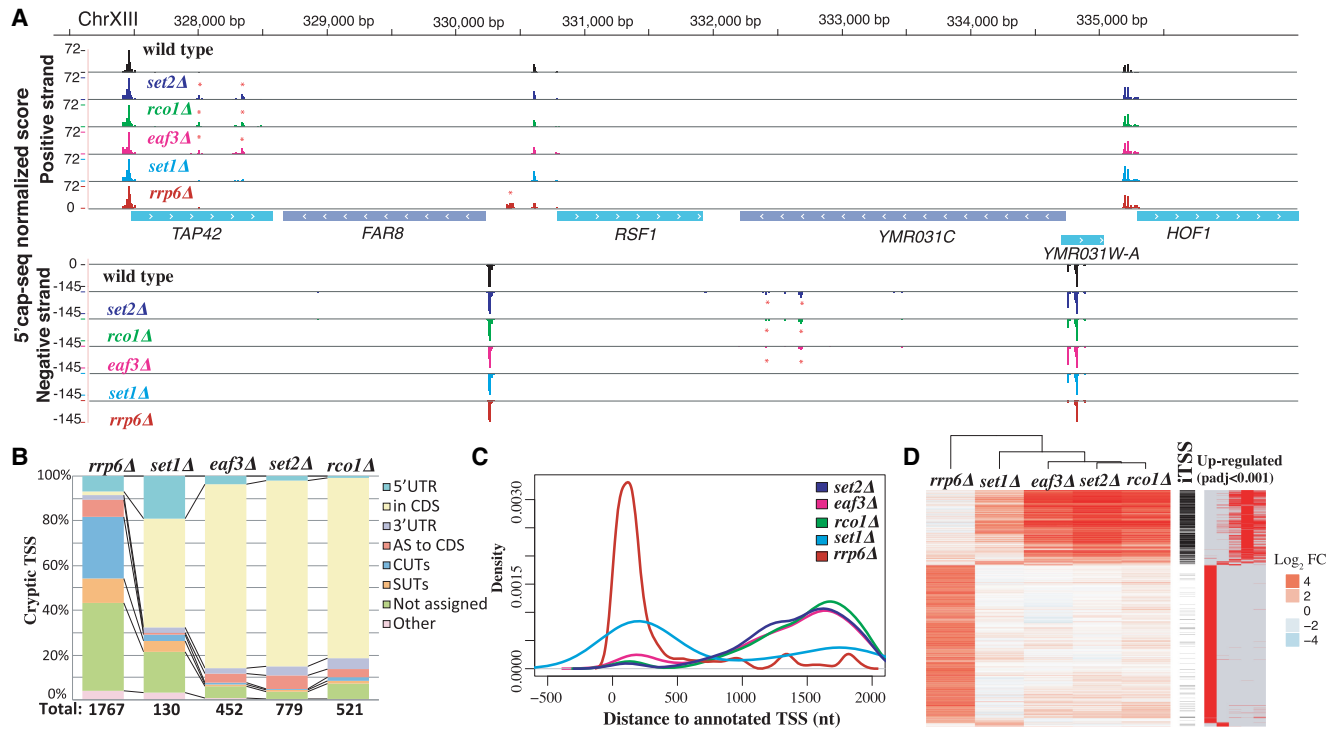 A
ChrXIII 328,000 bp 329,000 bp 330,000 bp 331,000 bp 332,000 bp 333,000 bp 334,000 bp 335,000 bp
5'cap-seq normalized score
Positive strand
72 wild type
72 set2Δ * *
72 rco1Δ * *
72 eaf3Δ * *
72 set1Δ
72 rrp6Δ *
0
TAP42 FAR8 RSF1 YMR031C HOF1
YMR031W-A
Negative strand
0 wild type
-145 set2Δ * *
-145 rco1Δ * *
-145 eaf3Δ * *
-145 set1Δ
-145 rrp6Δ
-145
B
rrp6Δ set1Δ eaf3Δ set2Δ rco1Δ
Cryptic TSS
100%
80%
60%
40%
20%
0%
Total: 1767 130 452 779 521
5'UTR
in CDS
3'UTR
AS to CDS
CUTs
SUTs
Not assigned
Other
C
Density
0.0030
0.0015
0.0000
set2Δ
eaf3Δ
rco1Δ
set1Δ
rrp6Δ
−500 0 500 1000 1500 2000
Distance to annotated TSS (nt)
D
rrp6Δ set1Δ eaf3Δ set2Δ rco1Δ
iTSS
Up-regulated
(padj<0.001)
Log2 FC
4
2
0
−2
−4